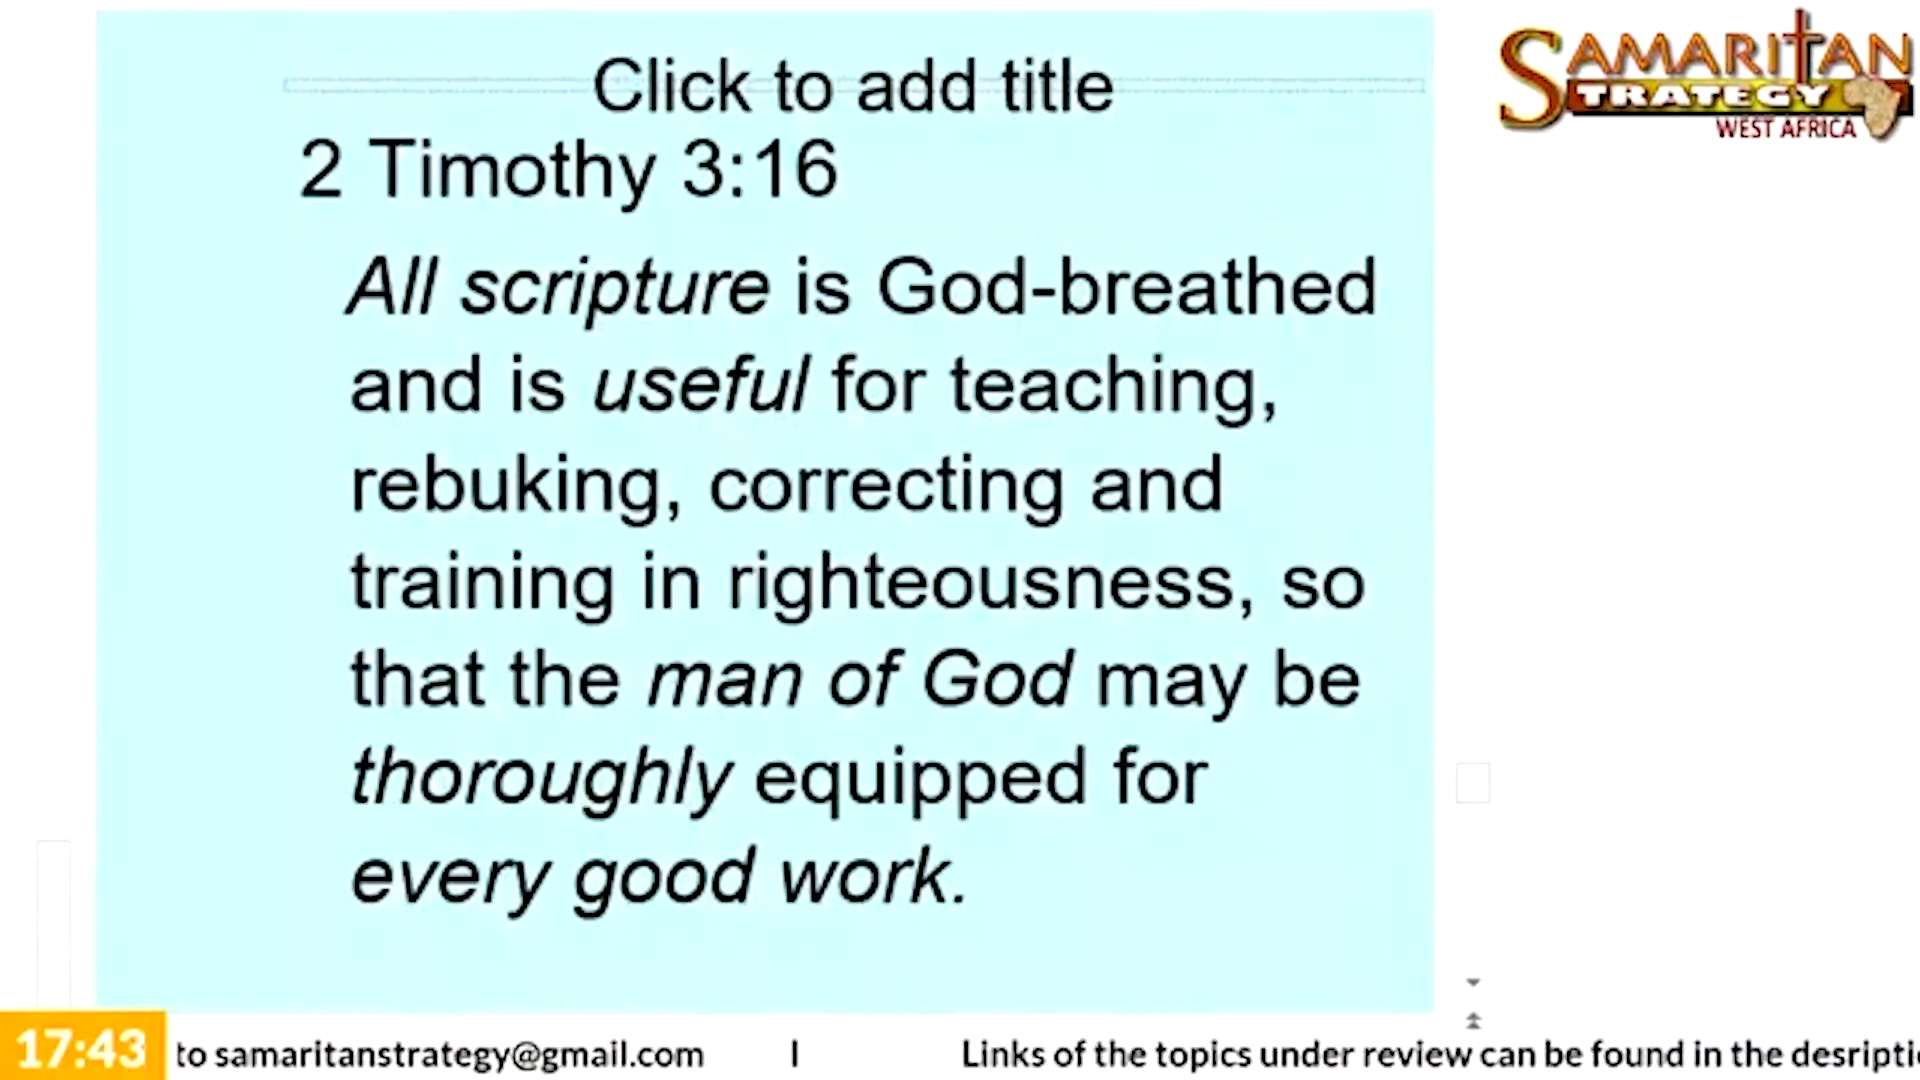 Click to add title
2 Timothy 3:16
All scripture is God-breathed
and is useful for teaching,
rebuking, correcting and
training in righteousness, so
that the man of God may be
thoroughly equipped for
every good work.
SAMARITAN
STRATEGY
WEST AFRICA
17:43 to samaritanstrategy@gmail.com | Links of the topics under review can be found in the desripti